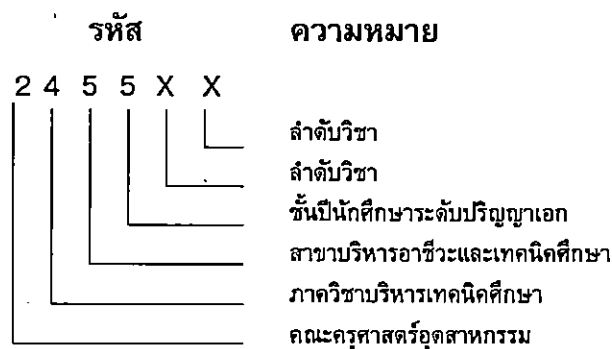 รหัส ความหมาย
2 4 5 5 X X
ลำดับวิชา
ลำดับวิชา
ชั้นปีนักศึกษาระดับปริญญาเอก
สาขาบริหารอาชีวะและเทคนิคศึกษา
ภาควิชาบริหารเทคนิคศึกษา
คณะครุศาสตร์อุตสาหกรรม